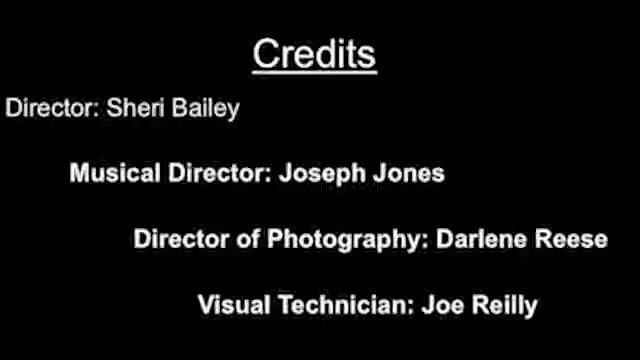 Credits
Director: Sheri Bailey
Musical Director: Joseph Jones
Director of Photography: Darlene Reese
Visual Technician: Joe Reilly